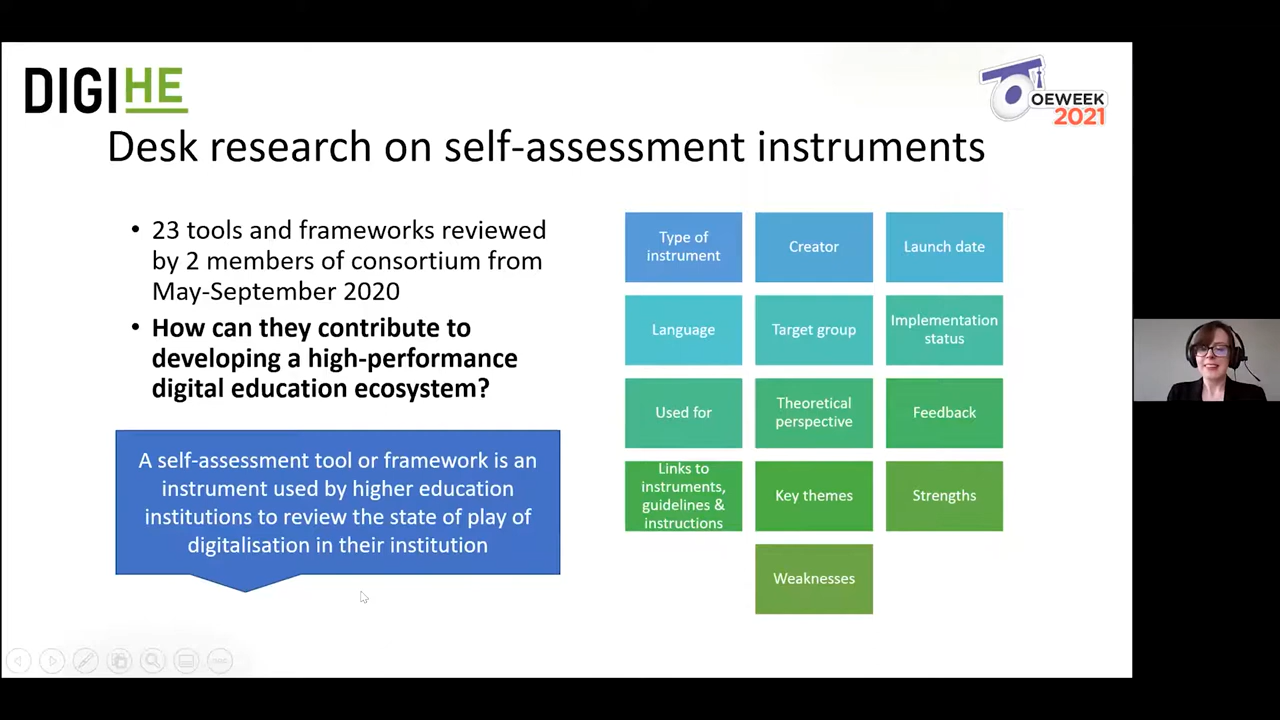 DIGIHE
OEWEEK
2021
Desk research on self-assessment instruments
• 23 tools and frameworks reviewed
by 2 members of consortium from
May-September 2020
• How can they contribute to
developing a high-performance
digital education ecosystem?
A self-assessment tool or framework is an
instrument used by higher education
institutions to review the state of play of
digitalisation in their institution
Type of
instrument
Creator
Launch date
Language
Target group
Implementation
status
Used for
Theoretical
perspective
Feedback
Links to
instruments,
guidelines &
instructions
Key themes
Strengths
Weaknesses